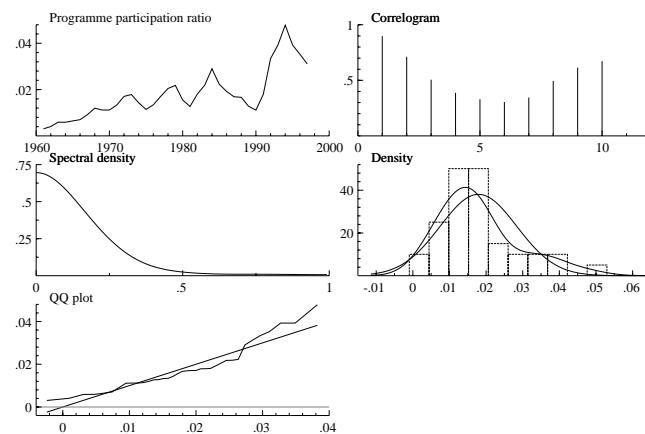 Programme participation ratio
.04
.02
1960 1970 1980 1990 2000
Correlogram
1
.5
0 5 10
Spectral density
.75
.5
.25
0 .5 1
Density
40
20
-.01 0 .01 .02 .03 .04 .05 .06
QQ plot
.04
.02
0
0 .01 .02 .03 .04